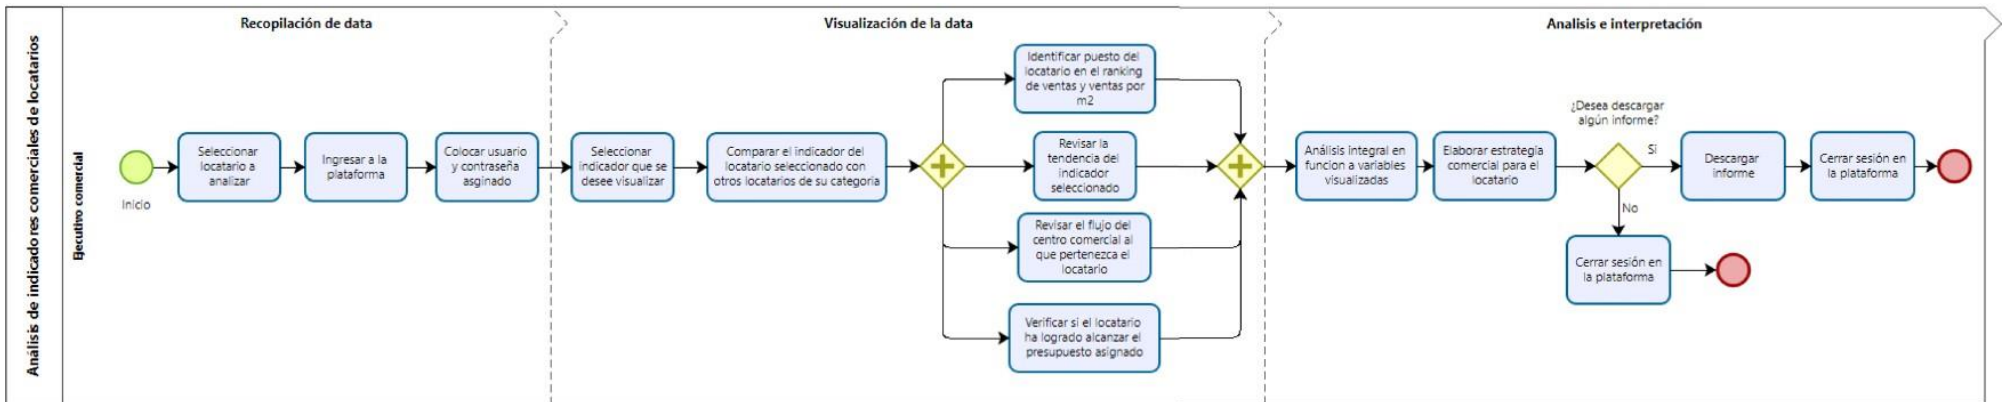 Análisis de indicadores comerciales de locatarios
Ejecutivo comercial
Recopilación de data
Visualización de la data
Analisis e interpretación
Inicio
Seleccionar
locatario a
analizar
Ingresar a la
plataforma
Colocar usuario
y contraseña
asginado
Seleccionar
indicador que se
desee visualizar
Comparar el indicador del
locatario seleccionado con
otros locatarios de su categoría
Identificar puesto del
locatario en el ranking
de ventas y ventas por
m2
Revisar la
tendencia del
indicador
seleccionado
Revisar el flujo del
centro comercial al
que pertenezca el
locatario
Verificar si el locatario
ha logrado alcanzar el
presupuesto asignado
Análisis integral en
funcion a variables
visualizadas
Elaborar estrategia
comercial para el
locatario
¿Desea descargar
algún informe?
Si
Descargar
informe
Cerrar sesión en
la plataforma
No
Cerrar sesión en
la plataforma